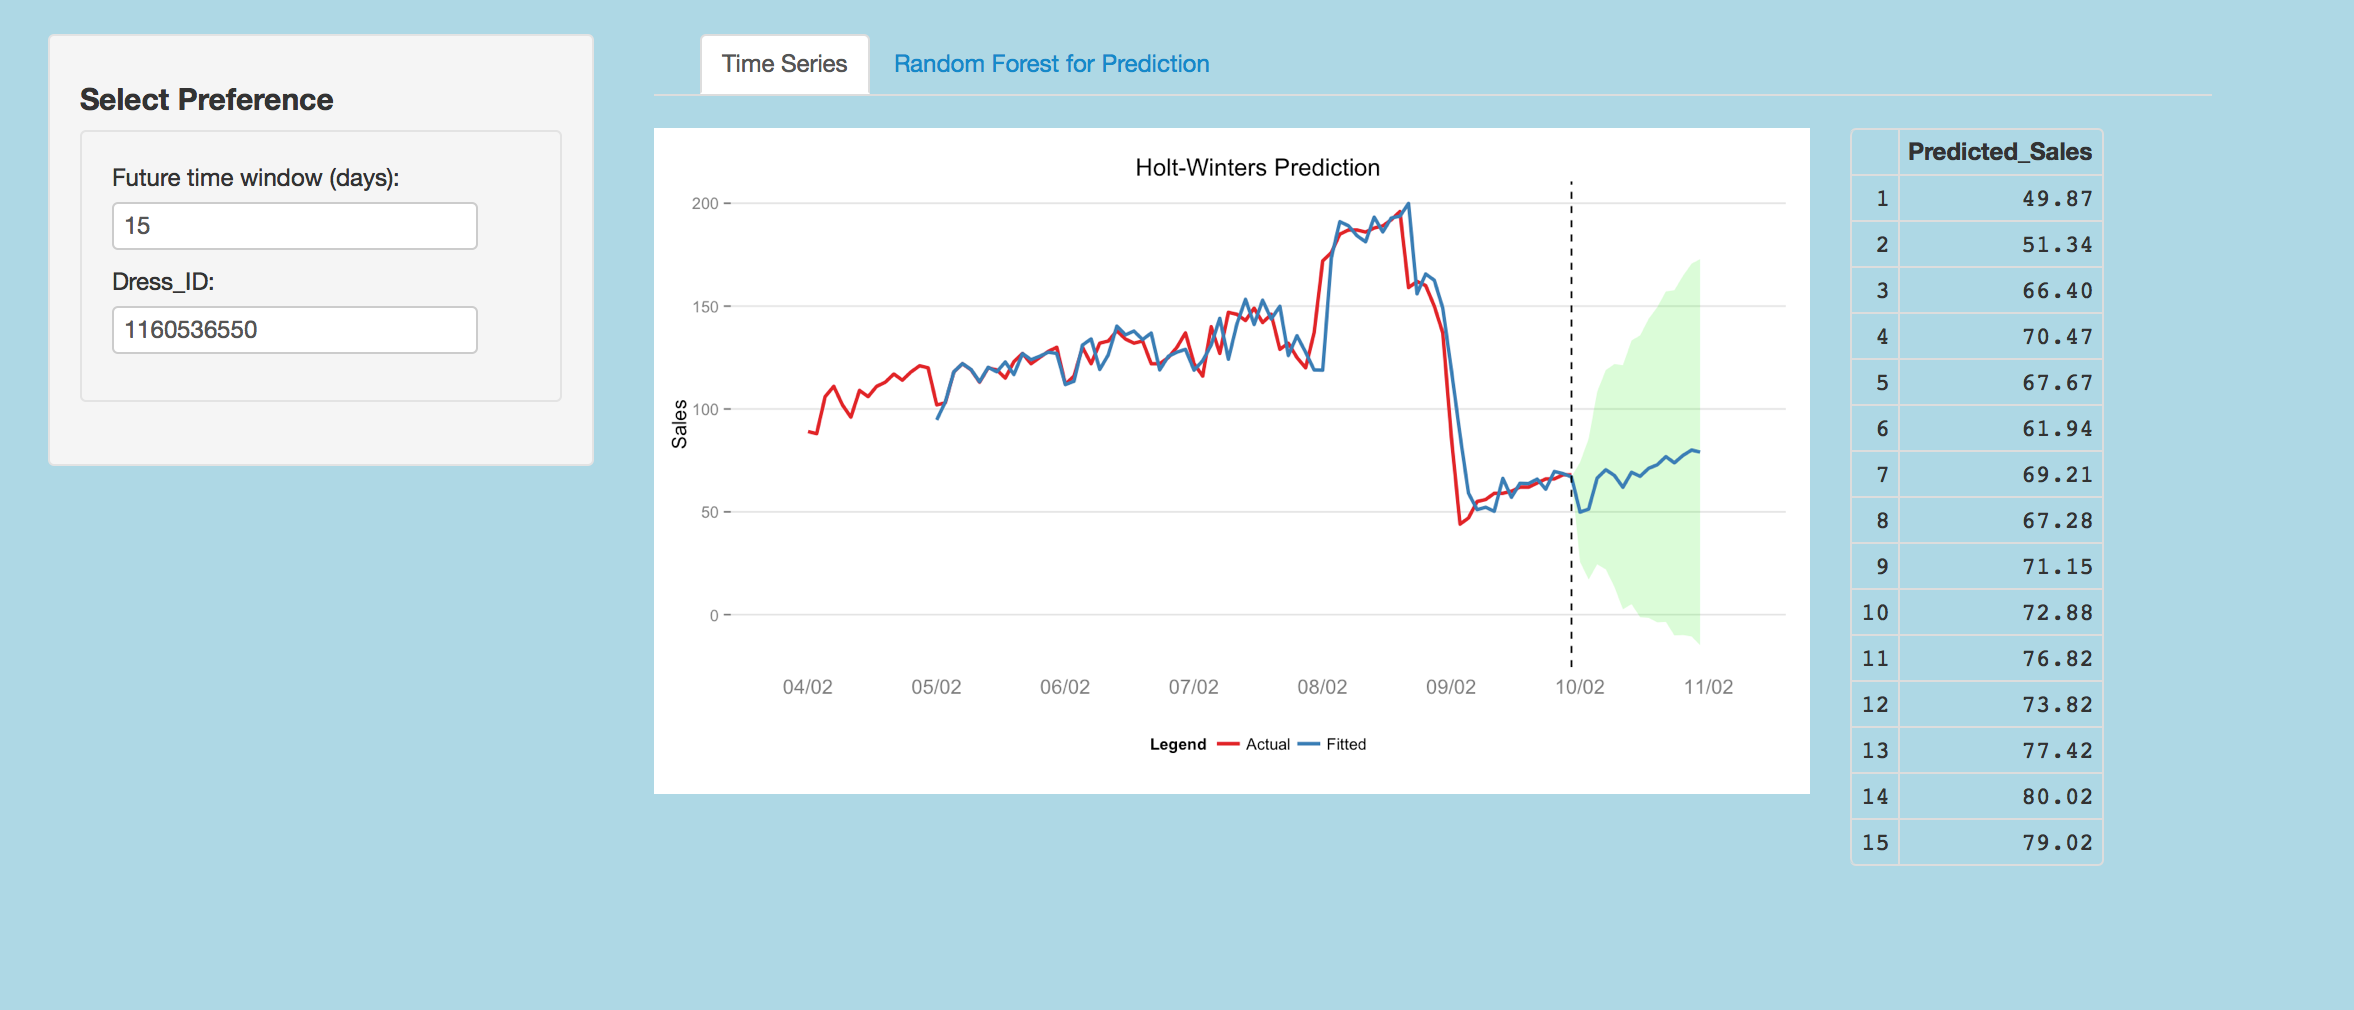 Select Preference
Future time window (days):
15
Dress_ID:
1160536550
Time Series
Random Forest for Prediction
Holt-Winters Prediction
Sales
200
150
100
50
0
04/02 05/02 06/02 07/02 08/02 09/02 10/02 11/02
Legend Actual Fitted
Predicted_Sales
1 49.87
2 51.34
3 66.40
4 70.47
5 67.67
6 61.94
7 69.21
8 67.28
9 71.15
10 72.88
11 76.82
12 73.82
13 77.42
14 80.02
15 79.02